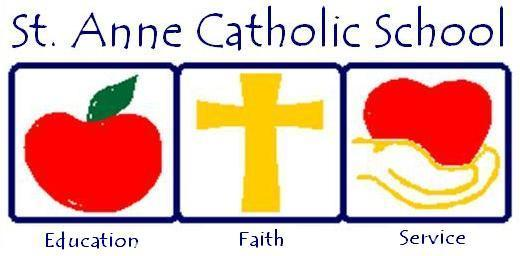 St. Anne Catholic School
Education Faith Service